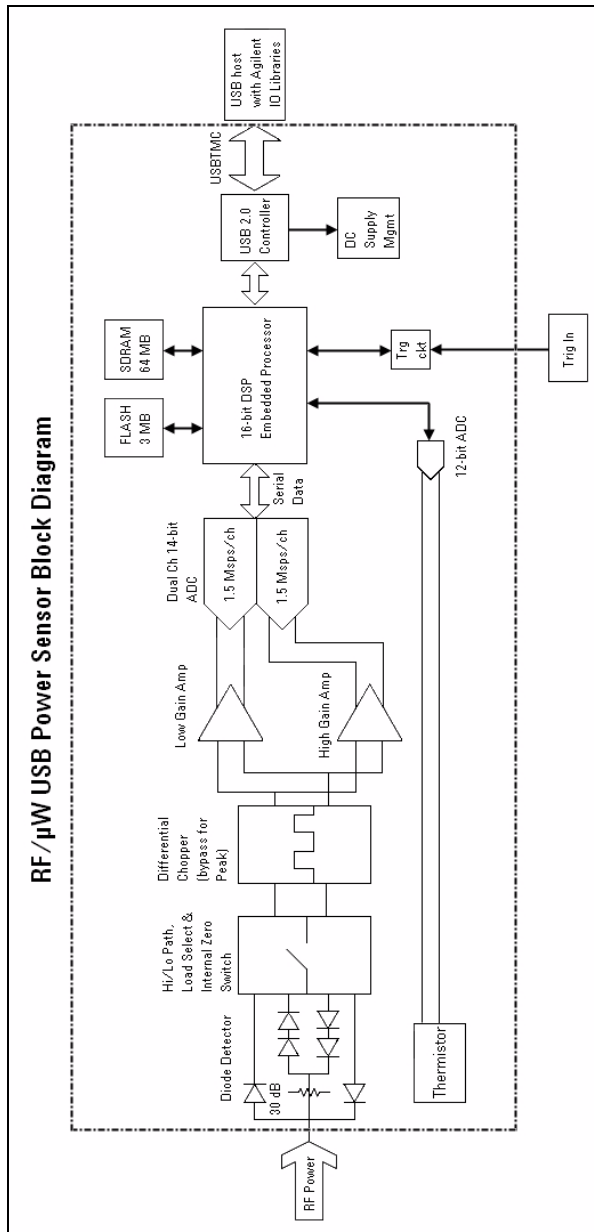 RF/µW USB Power Sensor Block Diagram
RF Power
Diode Detector
30 dB
Hi/Lo Path,
Load Select &
Internal Zero
Switch
Differential
Chopper
(bypass for
Peak)
Low Gain Amp
High Gain Amp
Dual Ch 14-bit
ADC
1.5 Msps/ch
1.5 Msps/ch
Serial
Data
FLASH
3 MB
SDRAM
64 MB
16-bit DSP
Embedded Processor
USB 2.0
Controller
USBTMC
USB host
with Agilent
IO Libraries
DC
Supply
Mgmt
Trg
ckt
Trig In
12-bit ADC
Thermistor